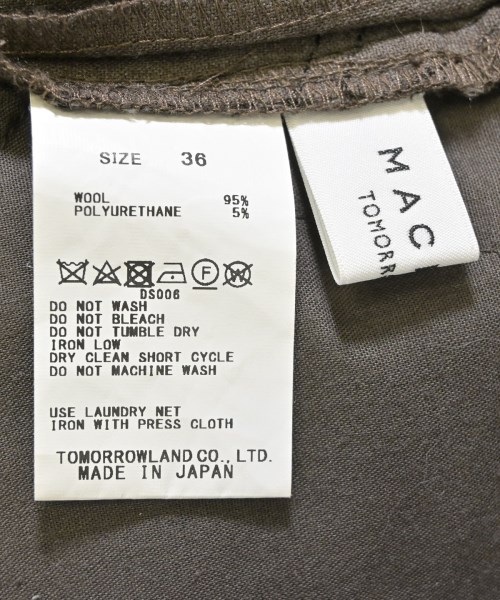 SIZE 36
WOOL 95%
POLYURETHANE 5%
F W
DS006
DO NOT WASH
DO NOT BLEACH
DO NOT TUMBLE DRY
IRON LOW
DRY CLEAN SHORT CYCLE
DO NOT MACHINE WASH
USE LAUNDRY NET
IRON WITH PRESS CLOTH
TOMORROWLAND CO., LTD.
MADE IN JAPAN
MAC
TOMORR